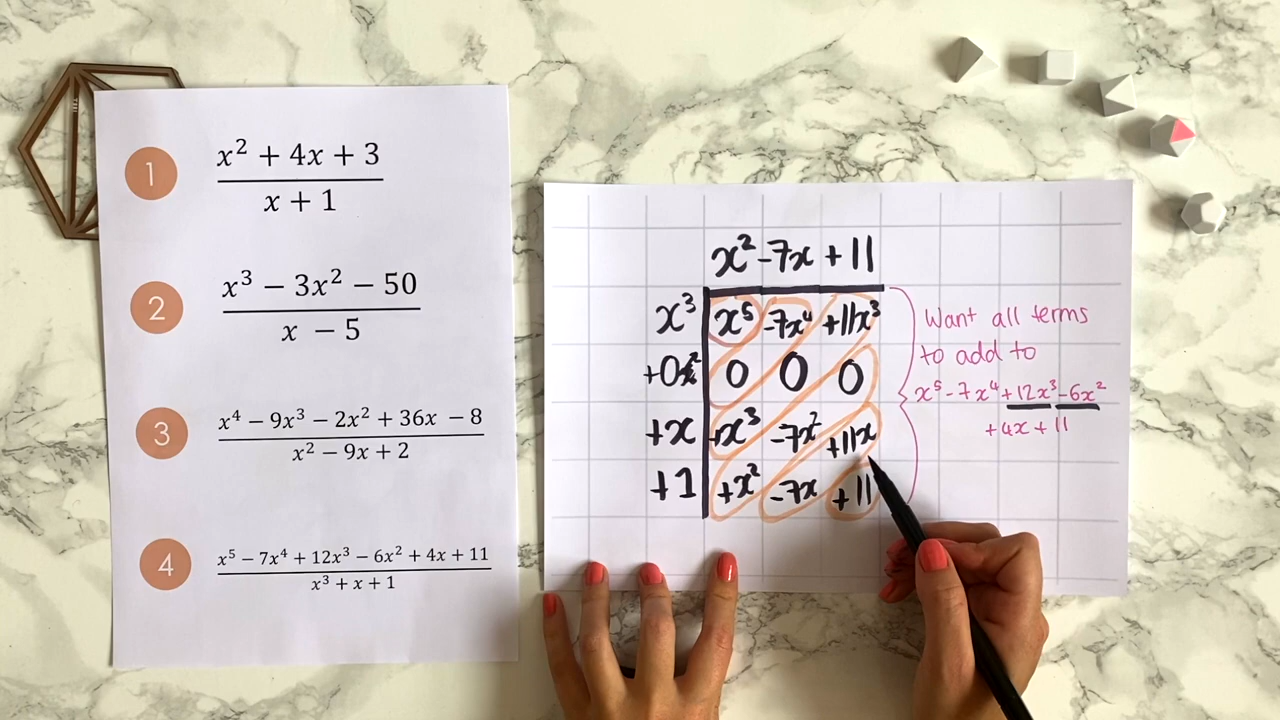 1
x² + 4x + 3
x + 1
2
x³ − 3x² − 50
x − 5
3
x⁴ − 9x³ − 2x² + 36x − 8
x² − 9x + 2
4
x⁵ − 7x⁴ + 12x³ − 6x² + 4x + 11
x³ + x + 1
x² -7x +11
x³ x⁵ -7x⁴ +11x³
+0x² 0 0 0
+x +x³ -7x² +11x
+1 +x² -7x +11
Want all terms
to add to
x⁵-7x⁴+12x³-6x²
+4x+11